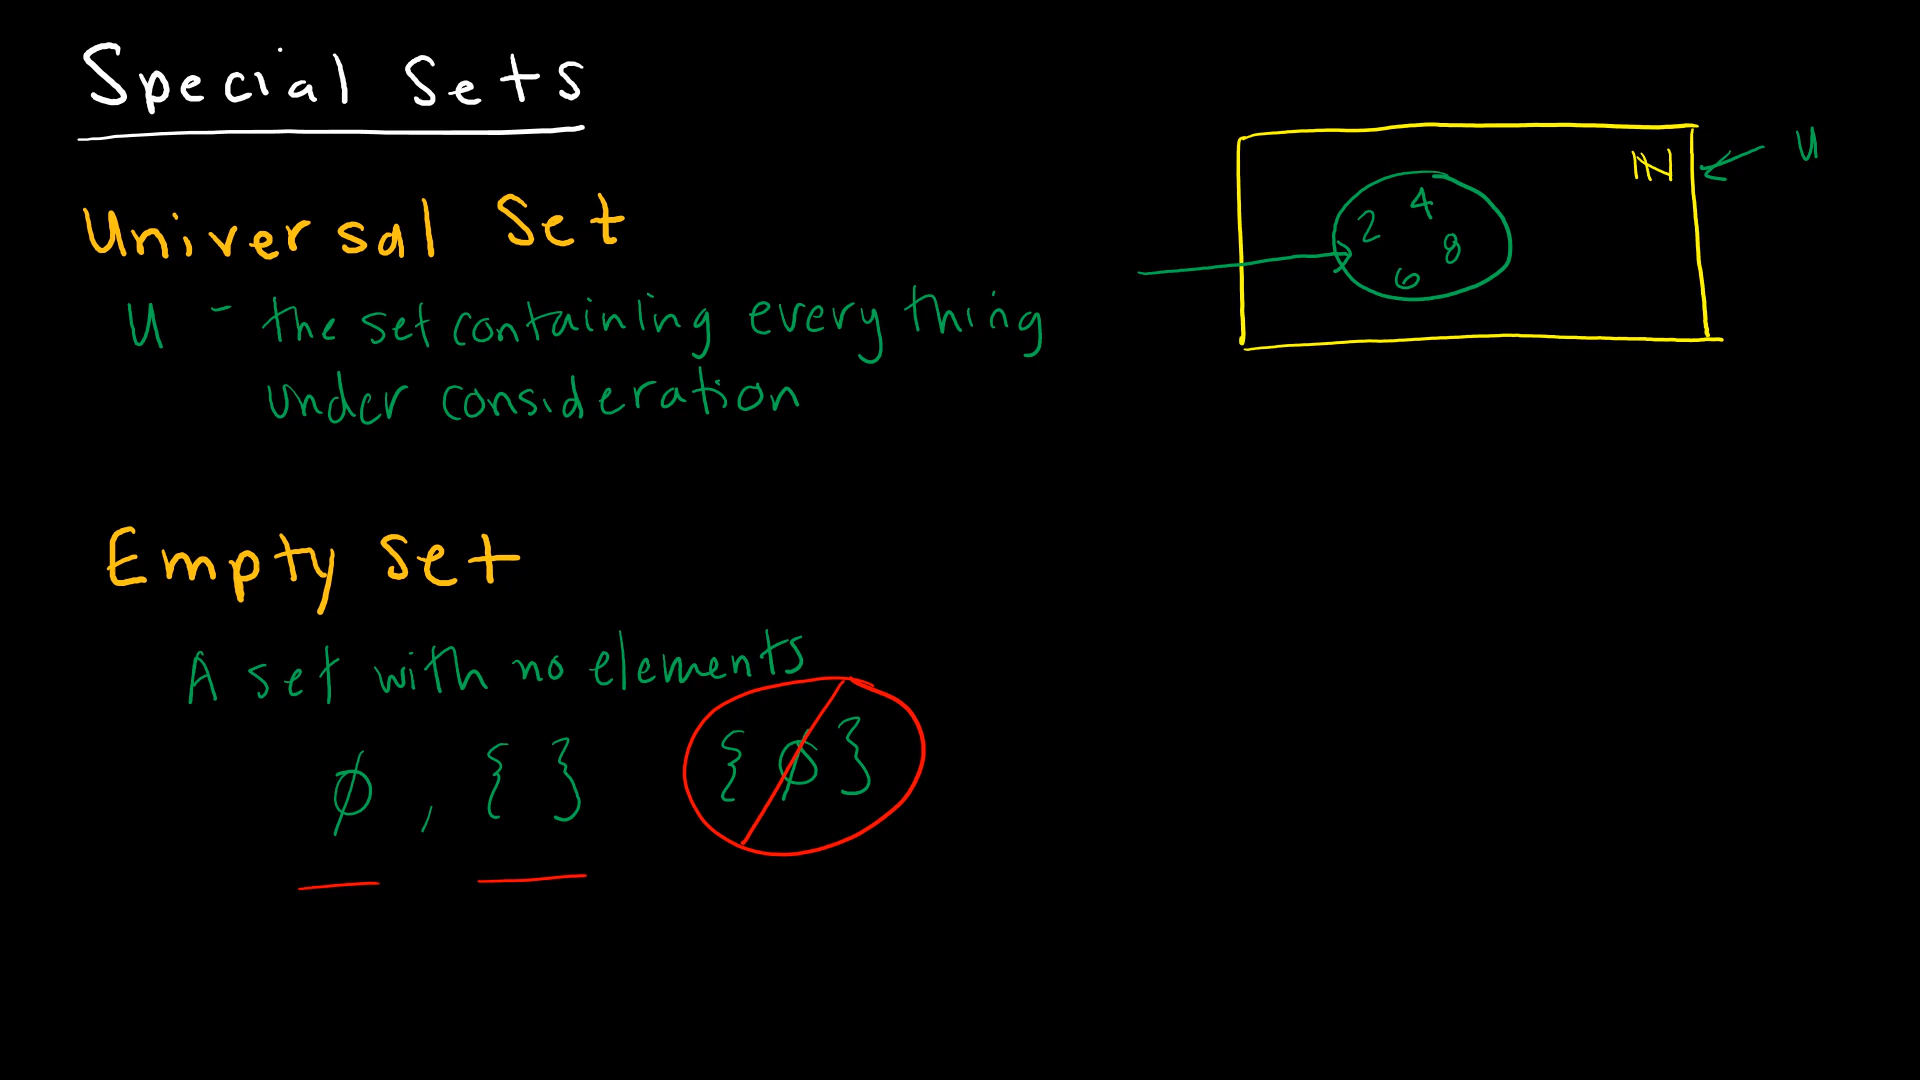 Special Sets
Universal Set
U - the set containing everything
under consideration
ℕ
U
2 4
8
6
Empty Set
A set with no elements
∅ , { } {∅}